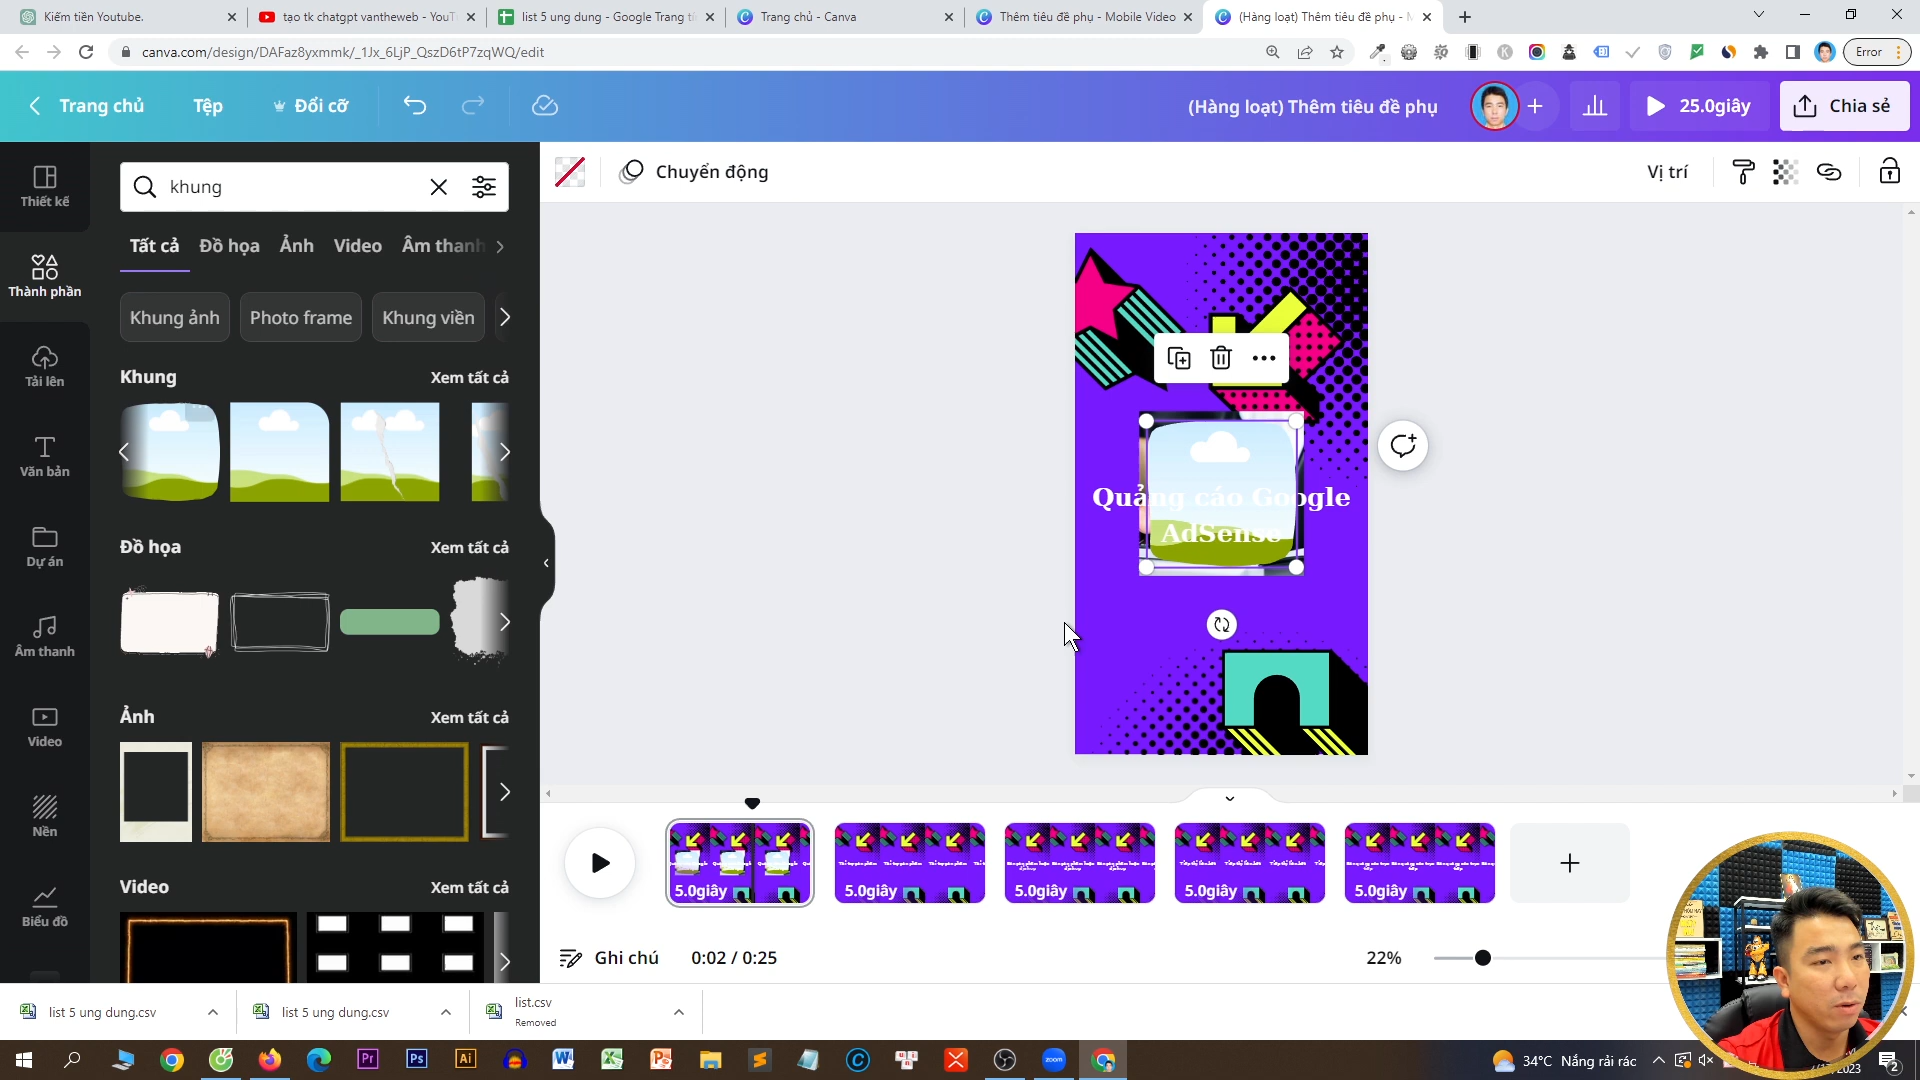 Kiếm tiền Youtube.
tạo tk chatgpt vantheweb - YouT
list 5 ung dung - Google Trang tí
Trang chủ - Canva
Thêm tiêu đề phụ - Mobile Video
(Hàng loạt) Thêm tiêu đề phụ - M
canva.com/design/DAFaz8yxmmk/_1Jx_6LjP_QszD6tP7zqWQ/edit
Error
Trang chủ
Tệp
Đổi cỡ
(Hàng loạt) Thêm tiêu đề phụ
25.0giây
Chia sẻ
Thiết kế
Thành phần
Tải lên
Văn bản
Dự án
Âm thanh
Video
Nền
Biểu đồ
khung
Tất cả
Đồ họa
Ảnh
Video
Âm thanh
Khung ảnh
Photo frame
Khung viền
Khung
Xem tất cả
Đồ họa
Xem tất cả
Ảnh
Xem tất cả
Video
Xem tất cả
Chuyển động
Vị trí
Quảng cáo Google
AdSense
5.0giây
5.0giây
5.0giây
5.0giây
5.0giây
Ghi chú
0:02 / 0:25
22%
list 5 ung dung.csv
list 5 ung dung.csv
list.csv
Removed
Pr
Ps
Ai
zoom
34°C Nắng rải rác
2023
2